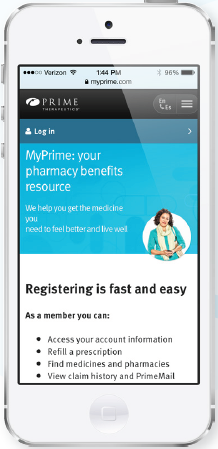 Verizon 1:44 PM 96%
myprime.com
PRIME
THERAPEUTICS
En
Es
Log in
MyPrime: your
pharmacy benefits
resource
We help you get the medicine
you
need to feel better and live well
Registering is fast and easy
As a member you can:
Access your account information
Refill a prescription
Find medicines and pharmacies
View claim history and PrimeMail